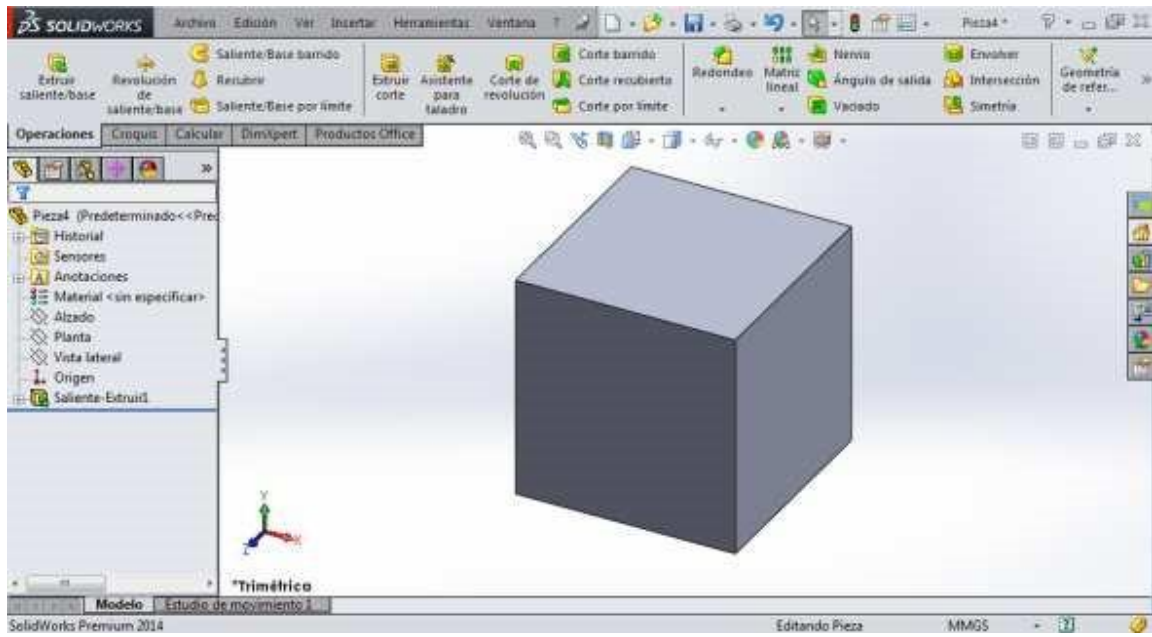 SOLIDWORKS Archivo Edición Ver Insertar Herramientas Ventana ? Pieza4 *
Extruir saliente/base
Revolución de saliente/base
Saliente/Base barrido
Recubrir
Saliente/Base por límite
Extruir corte
Asistente para taladro
Corte de revolución
Corte barrido
Corte recubierto
Corte por límite
Redondeo
Matriz lineal
Nervio
Ángulo de salida
Vaciado
Envolver
Intersección
Simetría
Geometría de refer...
Operaciones Croquis Calcular DimXpert Productos Office
Pieza4 (Predeterminado<<Pred
Historial
Sensores
Anotaciones
Material <sin especificar>
Alzado
Planta
Vista lateral
Origen
Saliente-Extruir1
Y
X
Z
*Trimétrica
Modelo Estudio de movimiento 1
SolidWorks Premium 2014 Editando Pieza MMGS